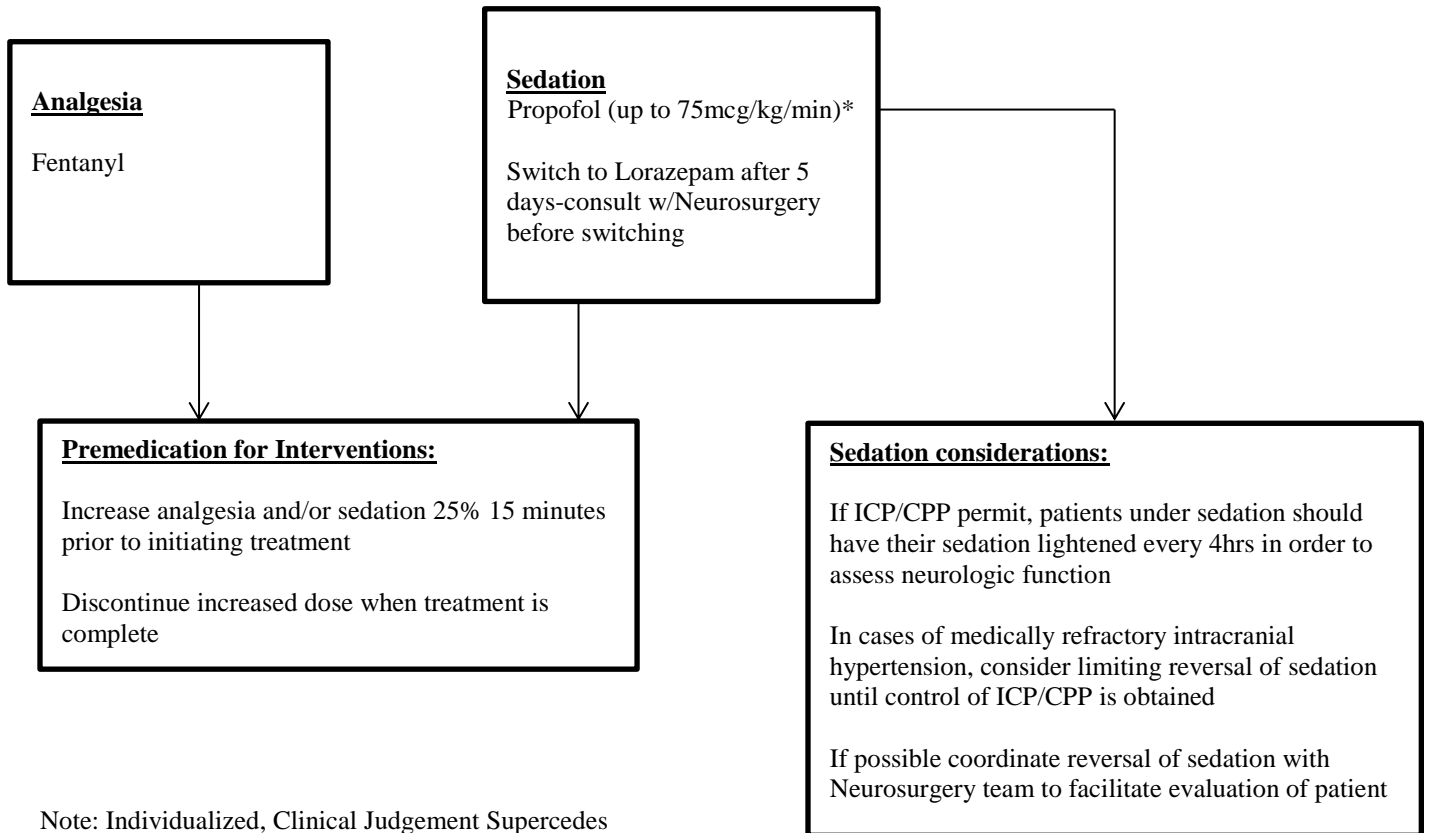 Analgesia
Fentanyl
Sedation
Propofol (up to 75mcg/kg/min)*
Switch to Lorazepam after 5
days-consult w/Neurosurgery
before switching
Premedication for Interventions:
Increase analgesia and/or sedation 25% 15 minutes
prior to initiating treatment
Discontinue increased dose when treatment is
complete
Sedation considerations:
If ICP/CPP permit, patients under sedation should
have their sedation lightened every 4hrs in order to
assess neurologic function
In cases of medically refractory intracranial
hypertension, consider limiting reversal of sedation
until control of ICP/CPP is obtained
If possible coordinate reversal of sedation with
Neurosurgery team to facilitate evaluation of patient
Note: Individualized, Clinical Judgement Supercedes